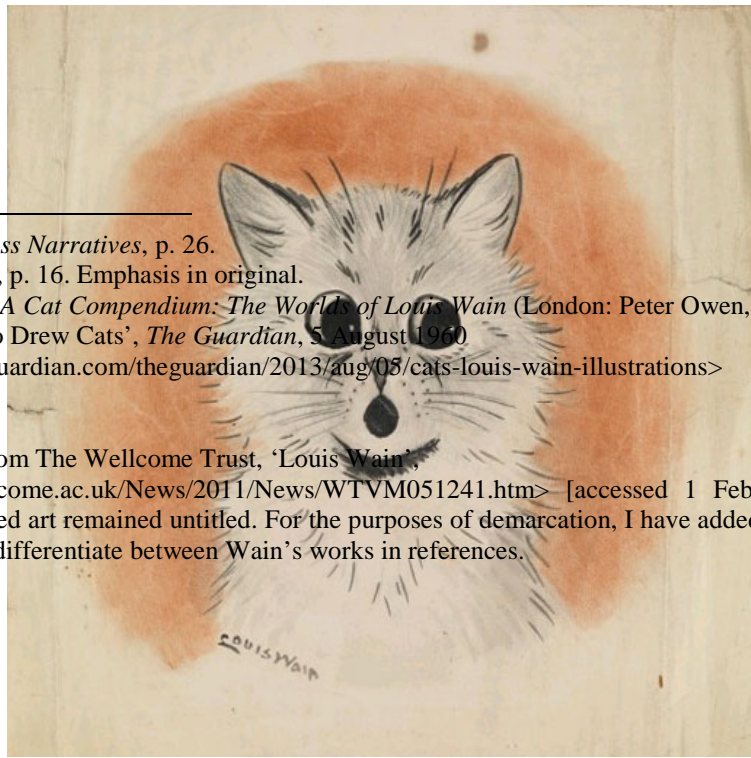 ss Narratives, p. 26.
, p. 16. Emphasis in original.
A Cat Compendium: The Worlds of Louis Wain (London: Peter Owen,
o Drew Cats’, The Guardian, 5 August 1960
uardian.com/theguardian/2013/aug/05/cats-louis-wain-illustrations>
om The Wellcome Trust, ‘Louis Wain’,
come.ac.uk/News/2011/News/WTVM051241.htm> [accessed 1 Feb
ed art remained untitled. For the purposes of demarcation, I have added
differentiate between Wain’s works in references.
Louis Wain